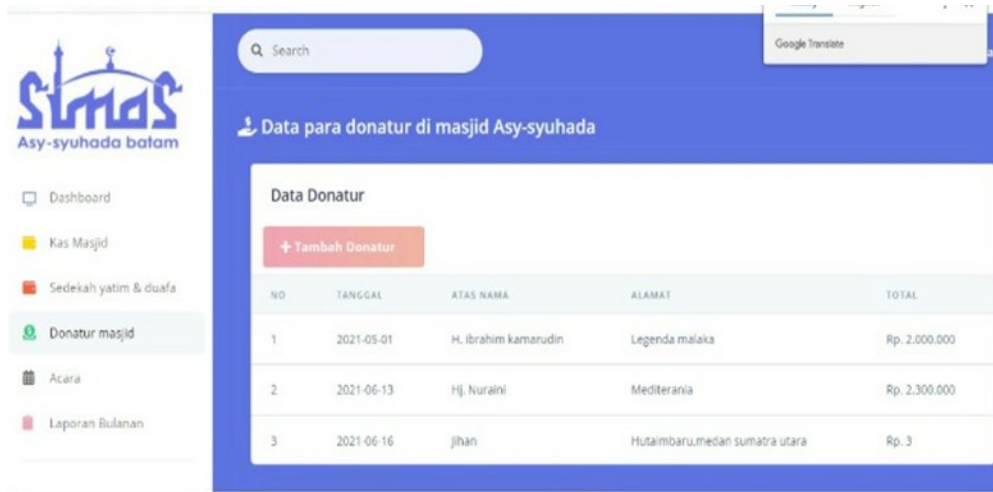 Google Translate
Search
Simas
Asy-syuhada batam
Dashboard
Kas Masjid
Sedekah yatim & duafa
Donatur masjid
Acara
Laporan Bulanan
Data para donatur di masjid Asy-syuhada
Data Donatur
+ Tambah Donatur
NO TANGGAL ATAS NAMA ALAMAT TOTAL
1 2021-05-01 H. Ibrahim kamarudin Legenda malaka Rp. 2.000.000
2 2021-06-13 Hj. Nuraini Mediterania Rp. 2.300.000
3 2021-06-16 Jihan Hutaimbaru,medan sumatra utara Rp. 3